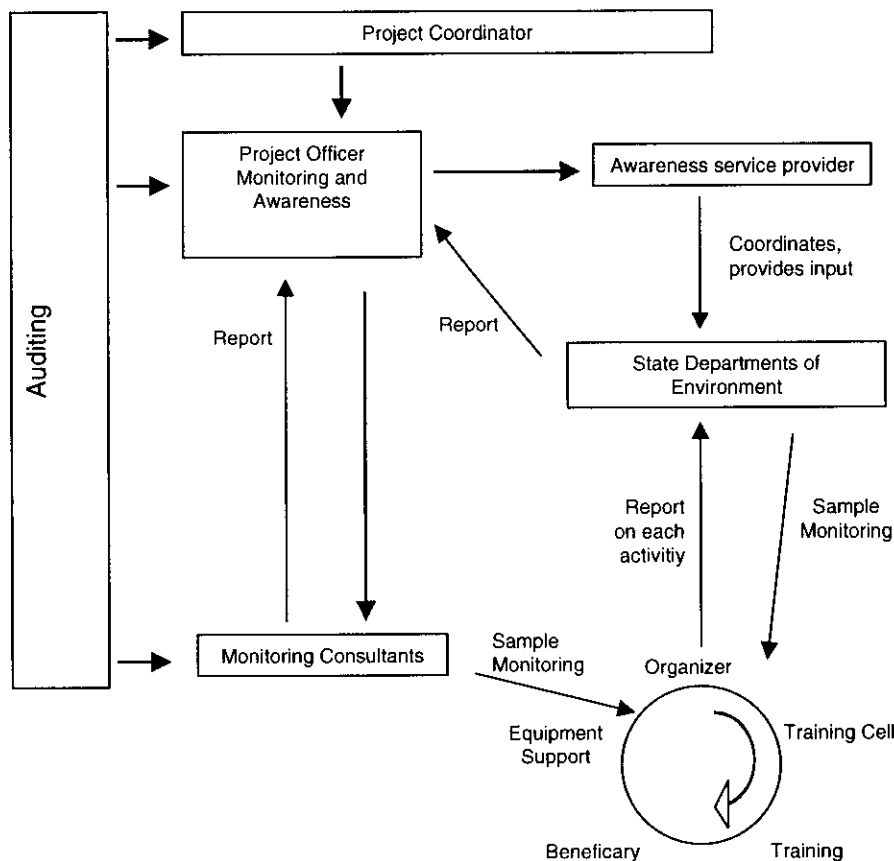 Project Coordinator
Project Officer
Monitoring and
Awareness
Awareness service provider
Coordinates,
provides input
Auditing
Report
Report
State Departments of
Environment
Report
on each
activitiy
Sample
Monitoring
Monitoring Consultants
Sample
Monitoring
Organizer
Equipment
Support
Training Cell
Beneficary
Training